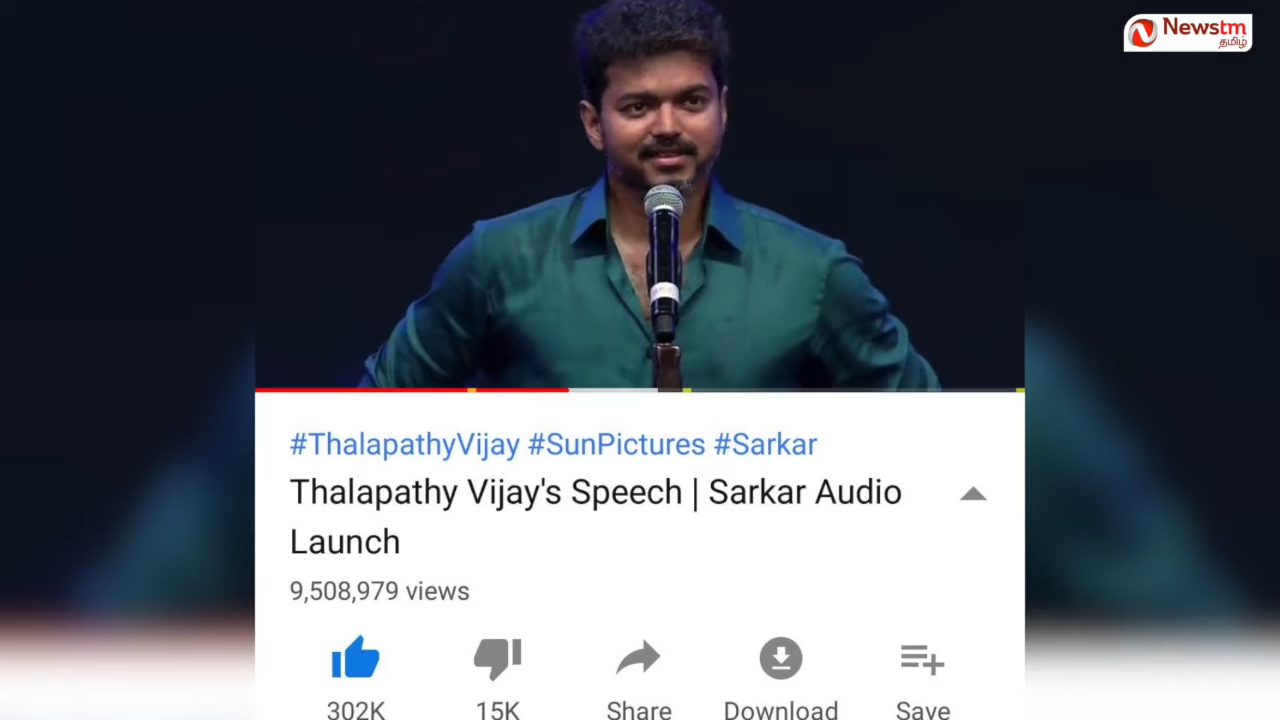 Newstm
தமிழ்
#ThalapathyVijay #SunPictures #Sarkar
Thalapathy Vijay's Speech | Sarkar Audio
Launch
9,508,979 views
302K 15K Share Download Save